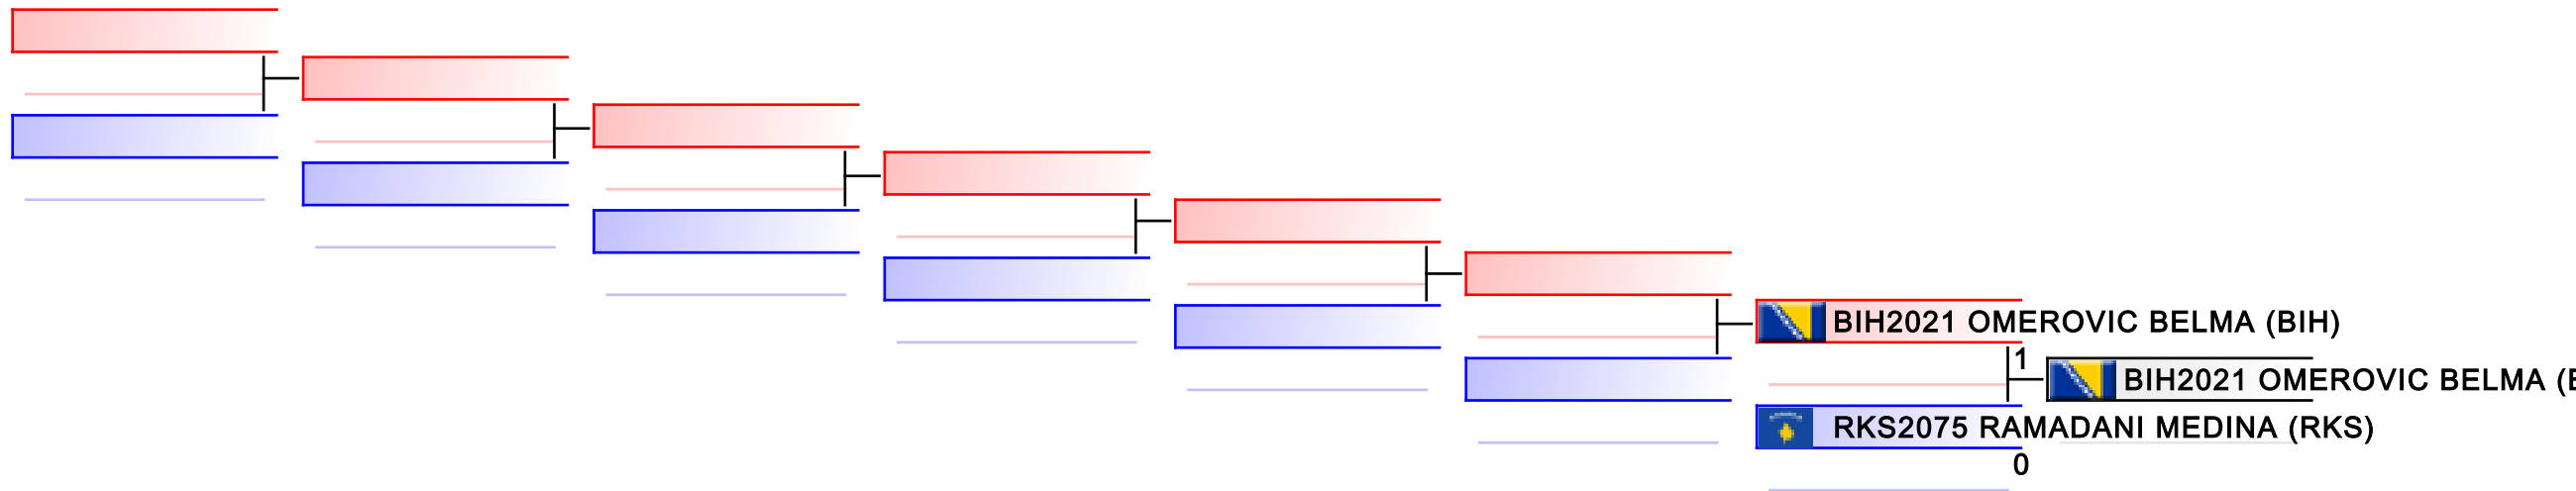 BIH2021 OMEROVIC BELMA (BIH)
1
BIH2021 OMEROVIC BELMA (
RKS2075 RAMADANI MEDINA (RKS)
0